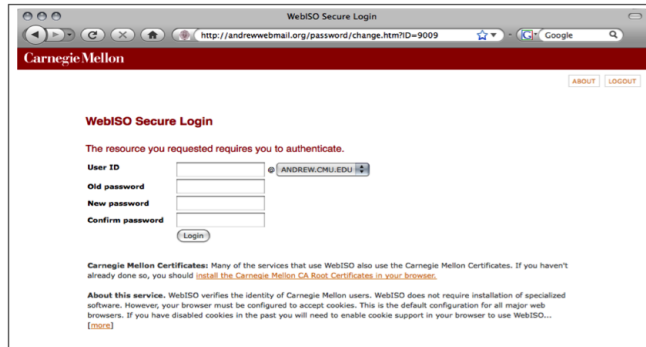 WebISO Secure Login
http://andrewwebmail.org/password/change.htm?ID=9009
Google
Carnegie Mellon
ABOUT LOGOUT
WebISO Secure Login
The resource you requested requires you to authenticate.
User ID @ ANDREW.CMU.EDU
Old password
New password
Confirm password
Login
Carnegie Mellon Certificates: Many of the services that use WebISO also use the Carnegie Mellon Certificates. If you haven't
already done so, you should install the Carnegie Mellon CA Root Certificates in your browser.
About this service. WebISO verifies the identity of Carnegie Mellon users. WebISO does not require installation of specialized
software. However, your browser must be configured to accept cookies. This is the default configuration for all major web
browsers. If you have disabled cookies in the past you will need to enable cookie support in your browser to use WebISO...
[more]